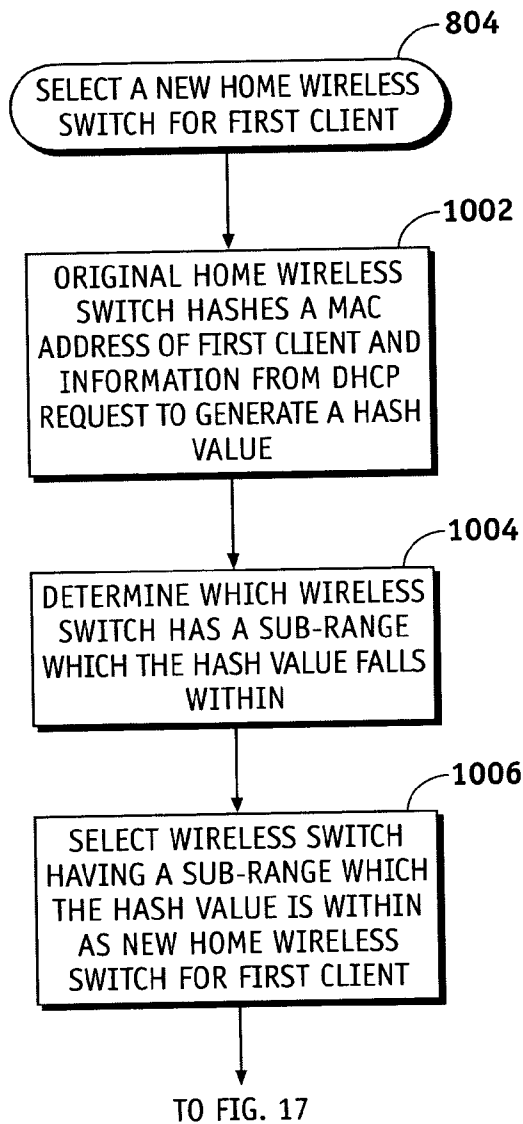 804
SELECT A NEW HOME WIRELESS
SWITCH FOR FIRST CLIENT
1002
ORIGINAL HOME WIRELESS
SWITCH HASHES A MAC
ADDRESS OF FIRST CLIENT AND
INFORMATION FROM DHCP
REQUEST TO GENERATE A HASH
VALUE
1004
DETERMINE WHICH WIRELESS
SWITCH HAS A SUB-RANGE
WHICH THE HASH VALUE FALLS
WITHIN
1006
SELECT WIRELESS SWITCH
HAVING A SUB-RANGE WHICH
THE HASH VALUE IS WITHIN
AS NEW HOME WIRELESS
SWITCH FOR FIRST CLIENT
TO FIG. 17